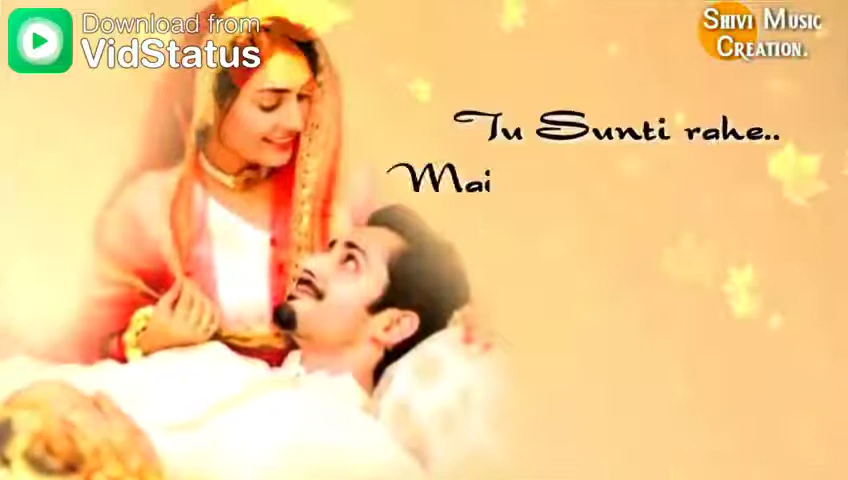 Download from
VidStatus
SHIVI MUSIC
CREATION.
Tu Sunti rahe..
Mai